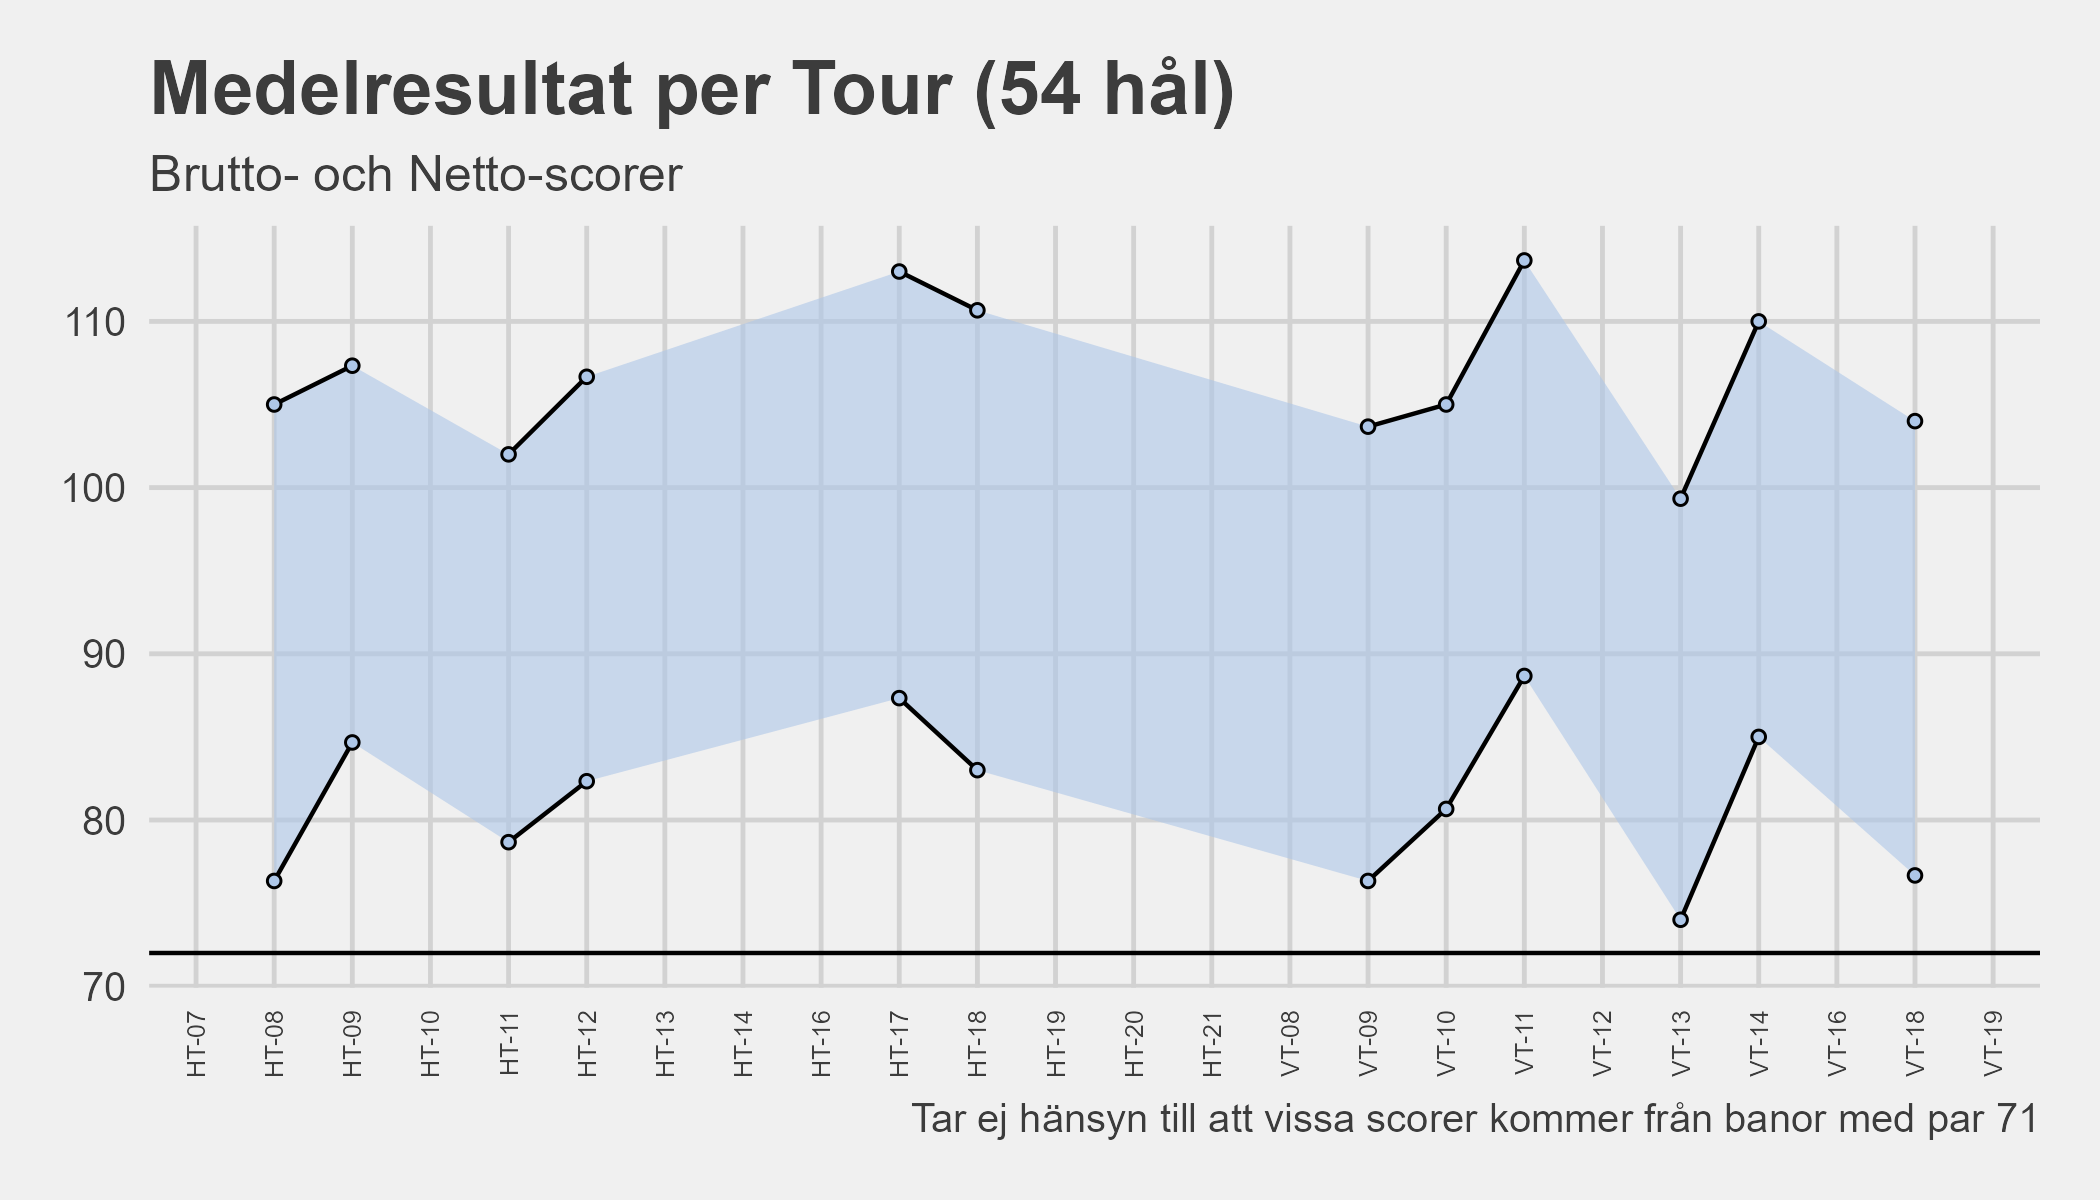 Medelresultat per Tour (54 hål)
Brutto- och Netto-scorer
110
100
90
80
70
HT-07
HT-08
HT-09
HT-10
HT-11
HT-12
HT-13
HT-14
HT-16
HT-17
HT-18
HT-19
HT-20
HT-21
VT-08
VT-09
VT-10
VT-11
VT-12
VT-13
VT-14
VT-16
VT-18
VT-19
Tar ej hänsyn till att vissa scorer kommer från banor med par 71